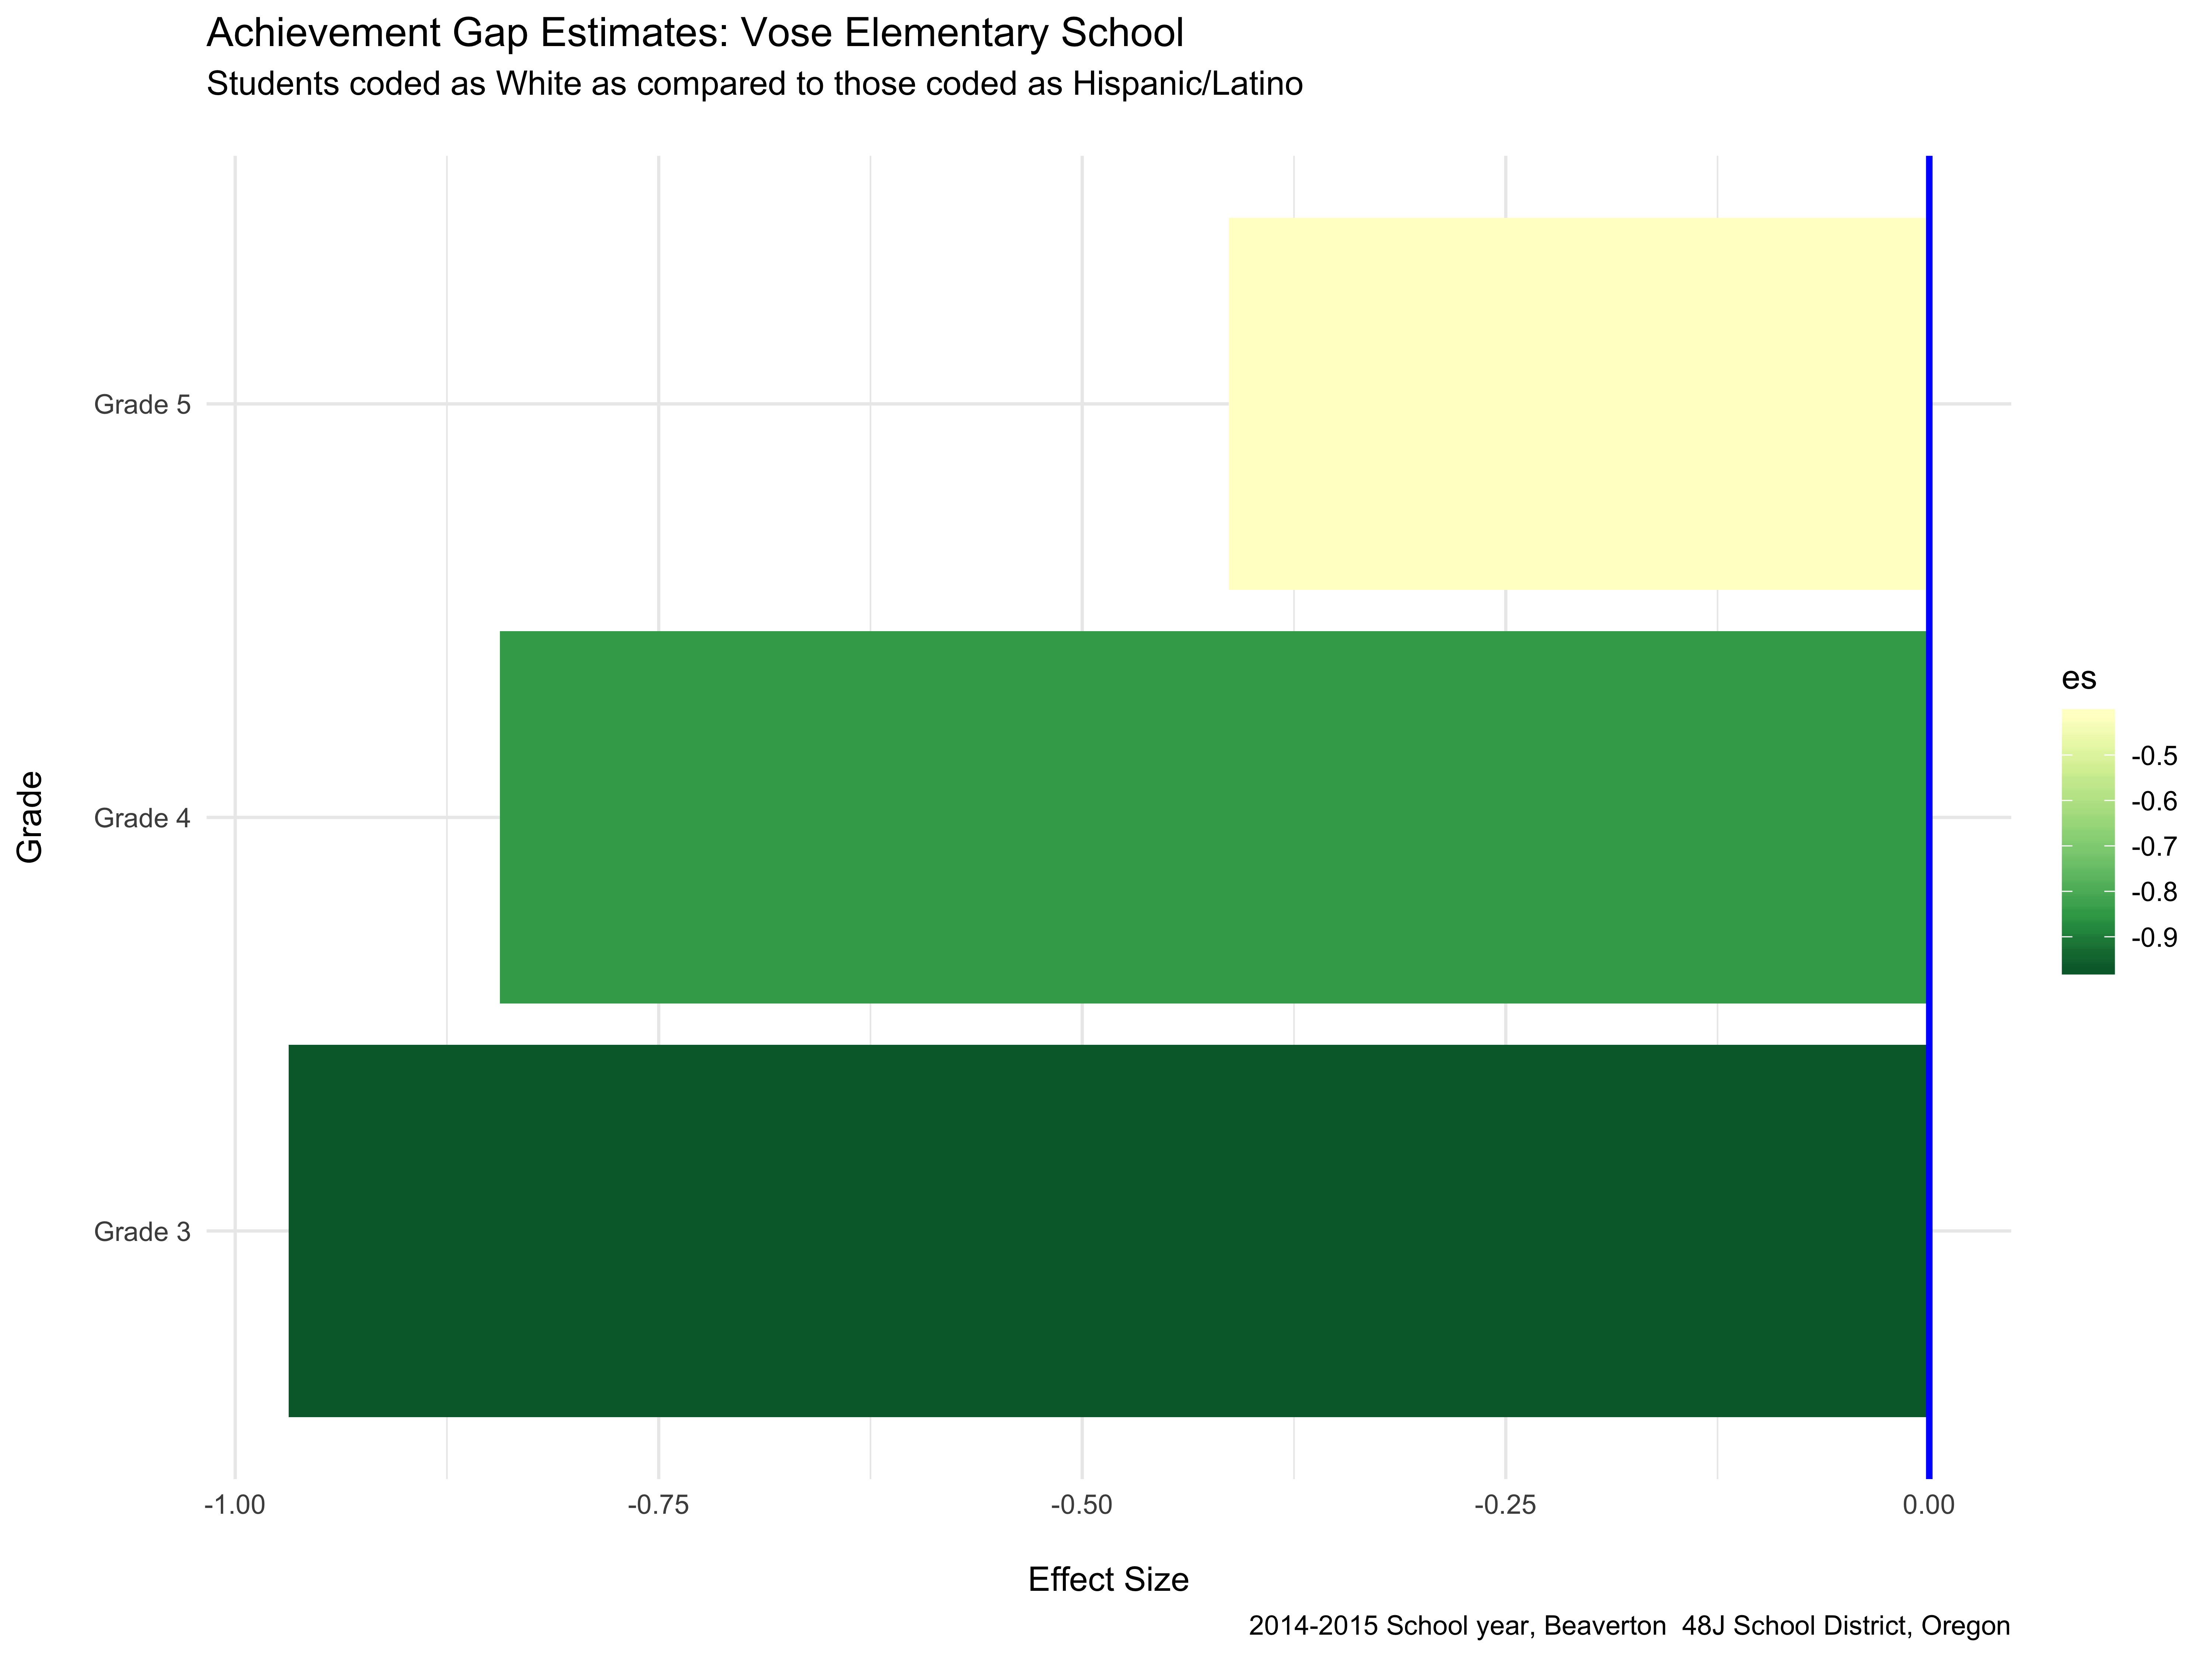 Achievement Gap Estimates: Vose Elementary School
Students coded as White as compared to those coded as Hispanic/Latino
Grade
Grade 5
Grade 4
Grade 3
-1.00
-0.75
-0.50
-0.25
0.00
Effect Size
es
-0.5
-0.6
-0.7
-0.8
-0.9
2014-2015 School year, Beaverton  48J School District, Oregon